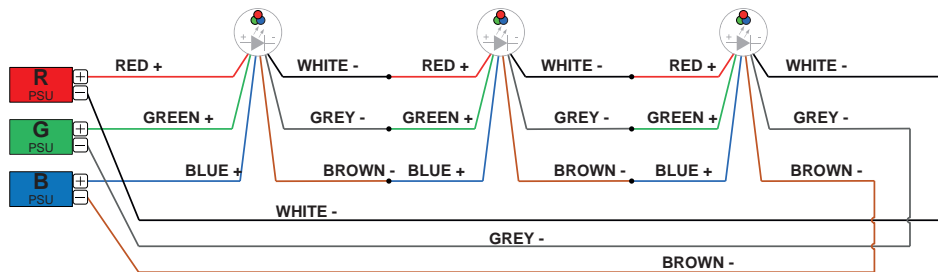 + -
+ -
+ -
RED +
WHITE -
RED +
WHITE -
RED +
WHITE -
R
PSU
+
−
GREEN +
GREY -
GREEN +
GREY -
GREEN +
GREY -
G
PSU
+
−
BLUE +
BROWN -
BLUE +
BROWN -
BLUE +
BROWN -
B
PSU
+
−
WHITE -
GREY -
BROWN -